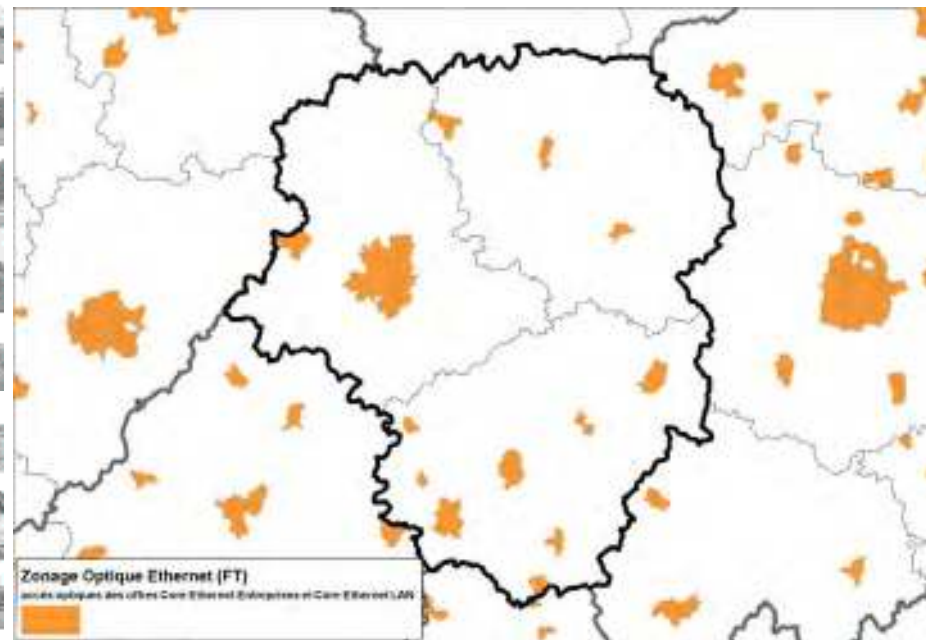 Zonage Optique Ethernet (FT)
accès optiques des offres Core Ethernet Entreprises et Core Ethernet LAN